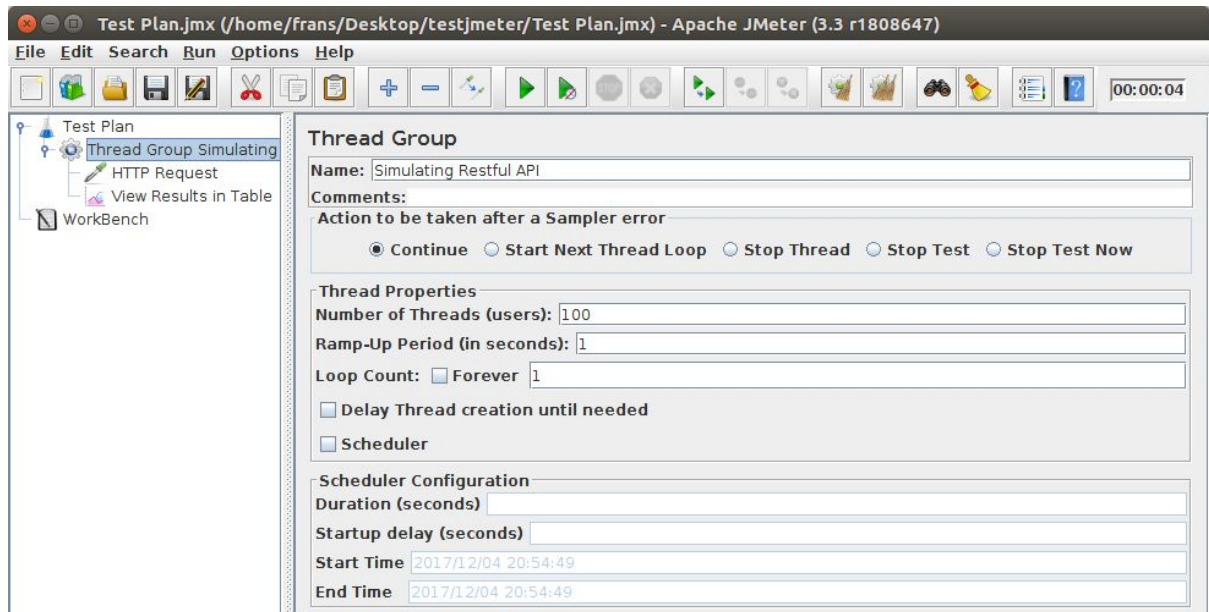 Test Plan.jmx (/home/frans/Desktop/testjmeter/Test Plan.jmx) - Apache JMeter (3.3 r1808647)
File Edit Search Run Options Help
STOP 00:00:04
Test Plan
Thread Group Simulating
HTTP Request
View Results in Table
WorkBench
Thread Group
Name: Simulating Restful API
Comments:
Action to be taken after a Sampler error
Continue Start Next Thread Loop Stop Thread Stop Test Stop Test Now
Thread Properties
Number of Threads (users): 100
Ramp-Up Period (in seconds): 1
Loop Count: Forever 1
Delay Thread creation until needed
Scheduler
Scheduler Configuration
Duration (seconds)
Startup delay (seconds)
Start Time 2017/12/04 20:54:49
End Time 2017/12/04 20:54:49